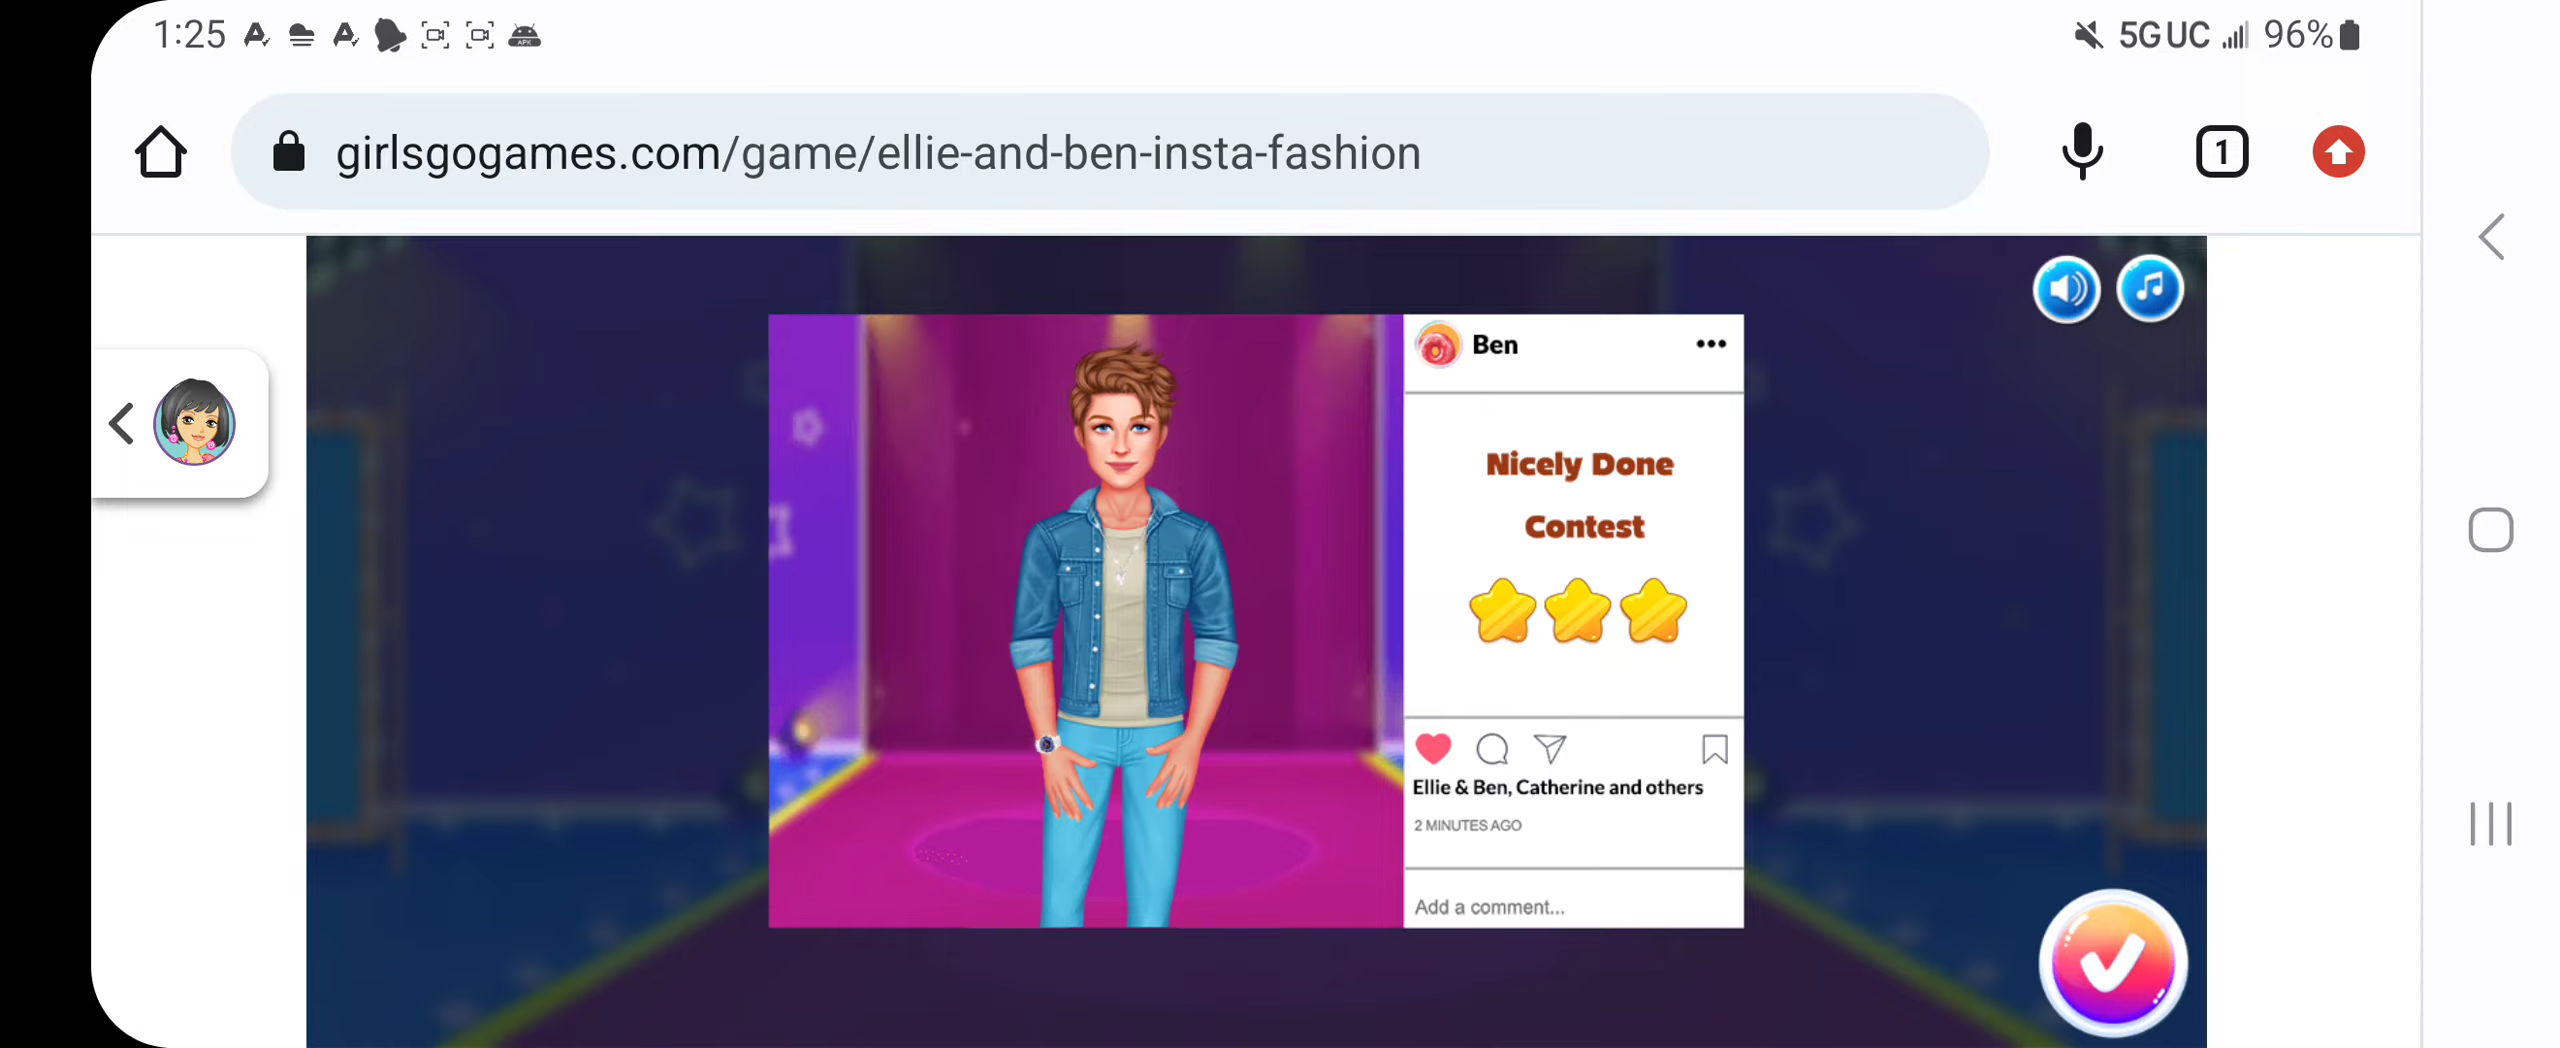 1:25
5G UC 96%
girlsgogames.com/game/ellie-and-ben-insta-fashion
1
Ben
Nicely Done
Contest
Ellie & Ben, Catherine and others
2 MINUTES AGO
Add a comment...